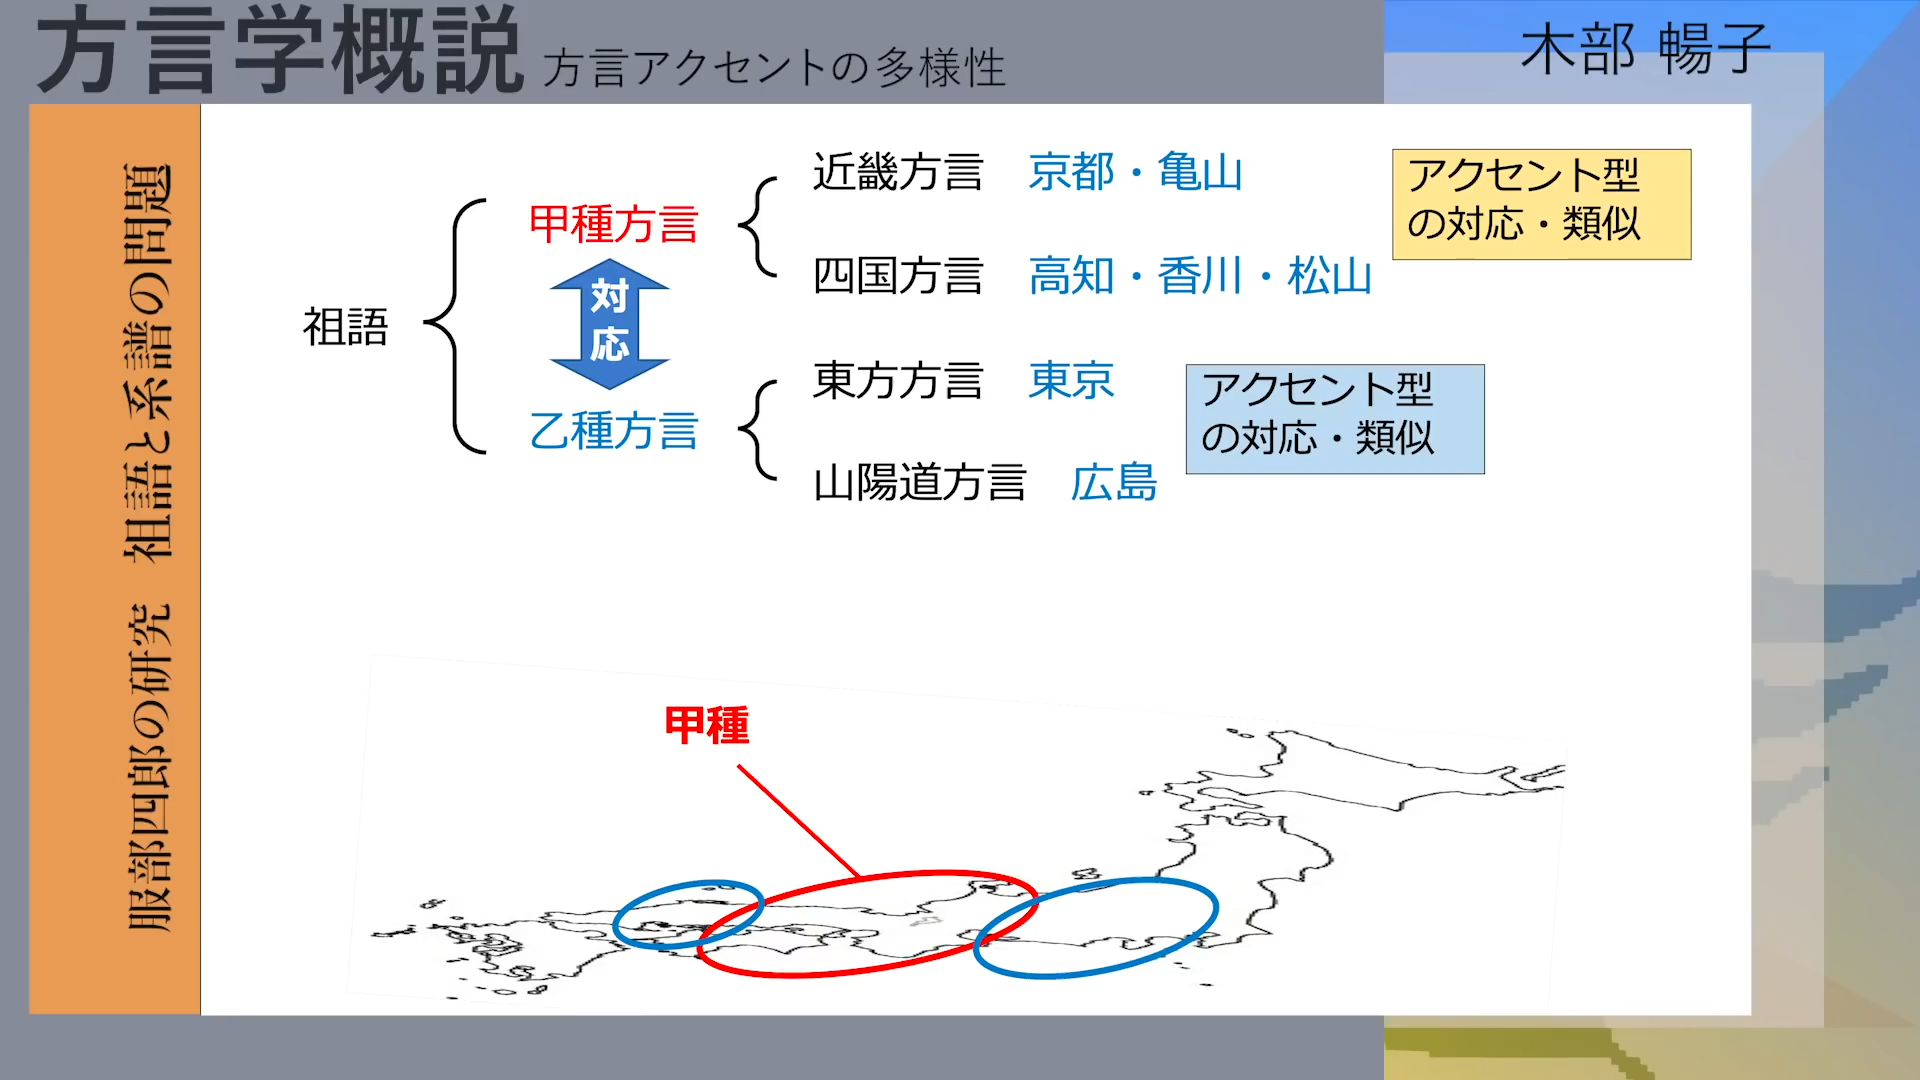 方言学概説 方言アクセントの多様性
木部 暢子
服部四郎の研究 祖語と系譜の問題
祖語
甲種方言
対応
乙種方言
近畿方言 京都・亀山
四国方言 高知・香川・松山
東方方言 東京
山陽道方言 広島
アクセント型
の対応・類似
アクセント型
の対応・類似
甲種